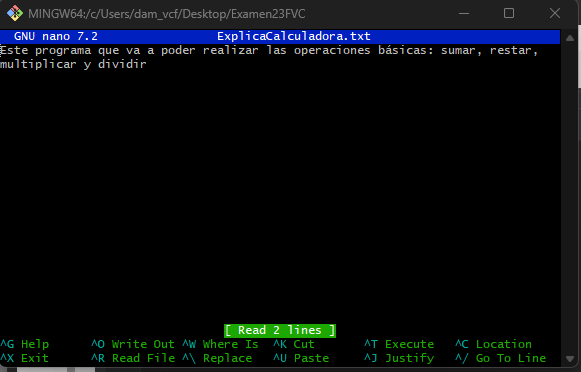 MINGW64:/c/Users/dam_vcf/Desktop/Examen23FVC
GNU nano 7.2 ExplicaCalculadora.txt
Este programa que va a poder realizar las operaciones básicas: sumar, restar,
multiplicar y dividir
[ Read 2 lines ]
^G Help ^O Write Out ^W Where Is ^K Cut ^T Execute ^C Location
^X Exit ^R Read File ^\ Replace ^U Paste ^J Justify ^/ Go To Line